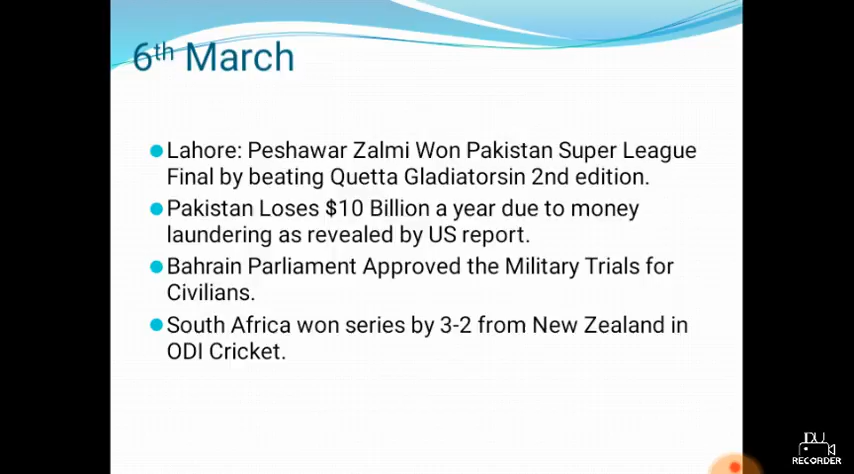 6th March
Lahore: Peshawar Zalmi Won Pakistan Super League
Final by beating Quetta Gladiatorsin 2nd edition.
Pakistan Loses $10 Billion a year due to money
laundering as revealed by US report.
Bahrain Parliament Approved the Military Trials for
Civilians.
South Africa won series by 3-2 from New Zealand in
ODI Cricket.
DU
RECORDER